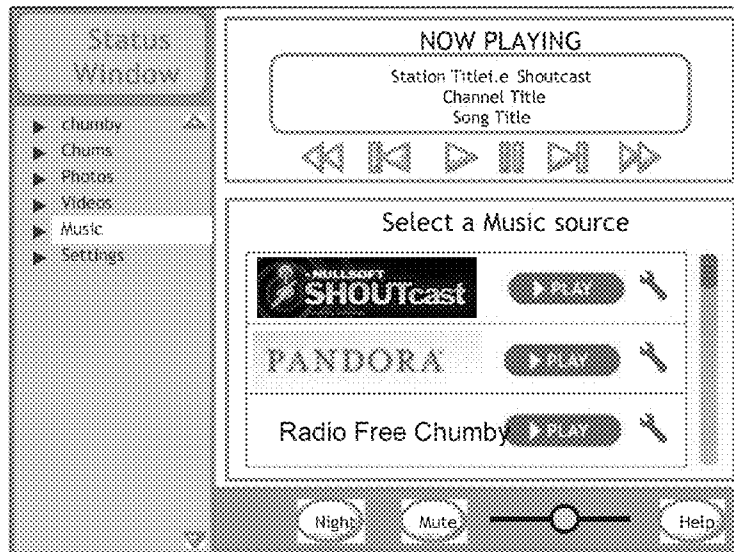 Status
Window
chumby
Chums
Photos
Videos
Music
Settings
NOW PLAYING
Station Titlei.e Shoutcast
Channel Title
Song Title
Select a Music source
NULLSOFT
SHOUTcast
PLAY
PANDORA
PLAY
Radio Free Chumby
PLAY
Night
Mute
Help